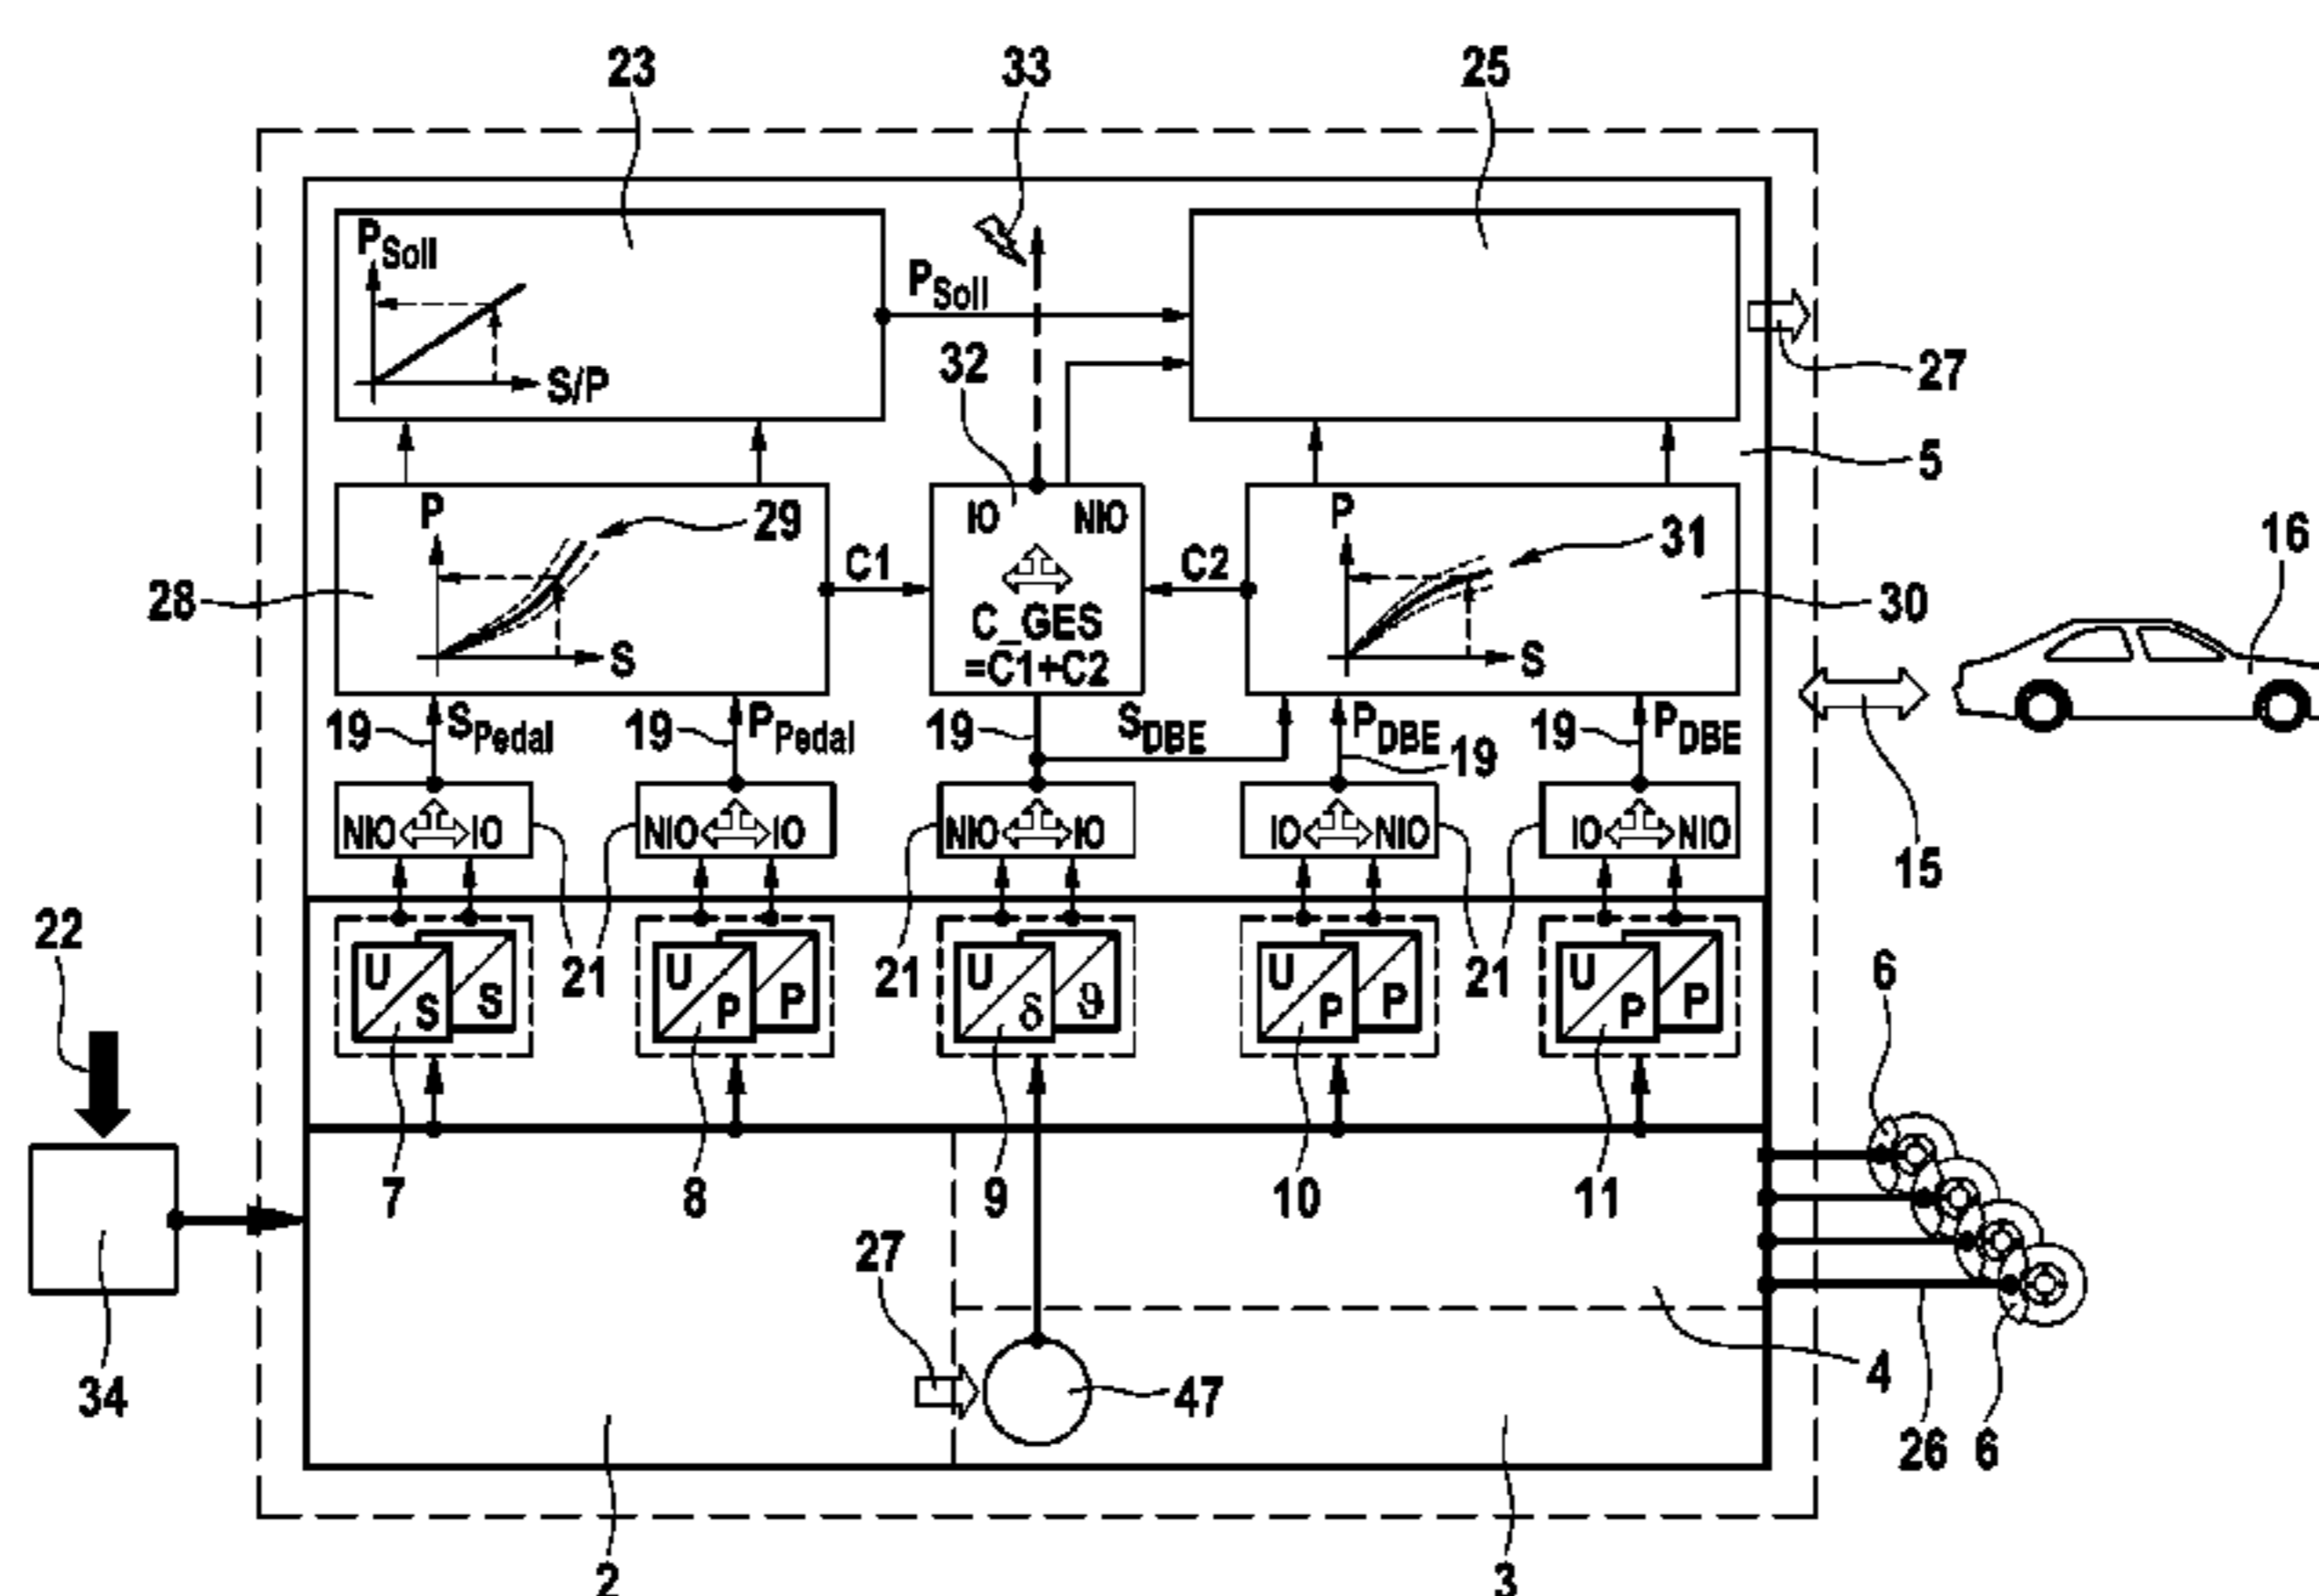 23
33
25
P_Soll
P_Soll
S/P
32
27
5
P
29
IO NIO
P
31
16
28
C1
C2
30
C_GES
=C1+C2
S
S
19 S_Pedal
19 P_Pedal
19
S_DBE
P_DBE
19
19 P_DBE
NIO IO
NIO IO
NIO IO
IO NIO
IO NIO
15
22
21
21
21
6
U S S
U P P
U δ ϑ
U P P
U P P
7
8
9
10
11
27
4
34
47
26
6
2
3